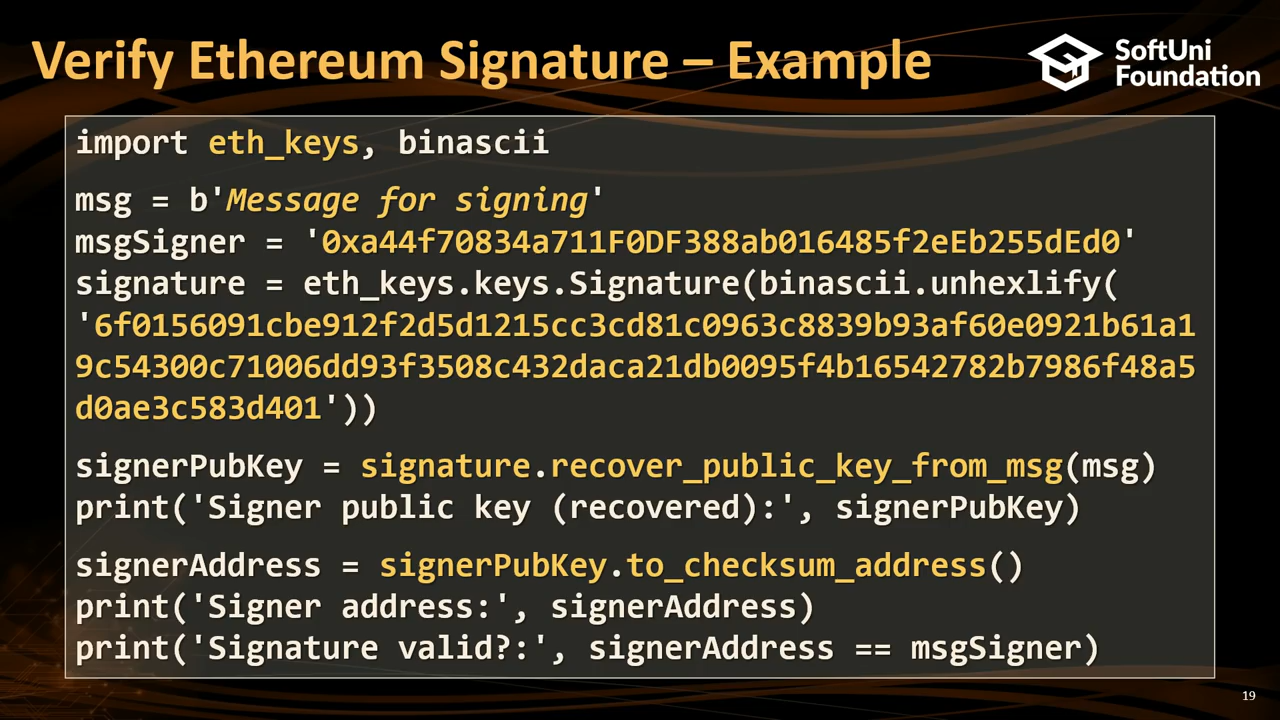 Verify Ethereum Signature – Example
SoftUni
Foundation
import eth_keys, binascii
msg = b'Message for signing'
msgSigner = '0xa44f70834a711F0DF388ab016485f2eEb255dEd0'
signature = eth_keys.keys.Signature(binascii.unhexlify(
'6f0156091cbe912f2d5d1215cc3cd81c0963c8839b93af60e0921b61a1
9c54300c71006dd93f3508c432daca21db0095f4b16542782b7986f48a5
d0ae3c583d401'))
signerPubKey = signature.recover_public_key_from_msg(msg)
print('Signer public key (recovered):', signerPubKey)
signerAddress = signerPubKey.to_checksum_address()
print('Signer address:', signerAddress)
print('Signature valid?:', signerAddress == msgSigner)
19